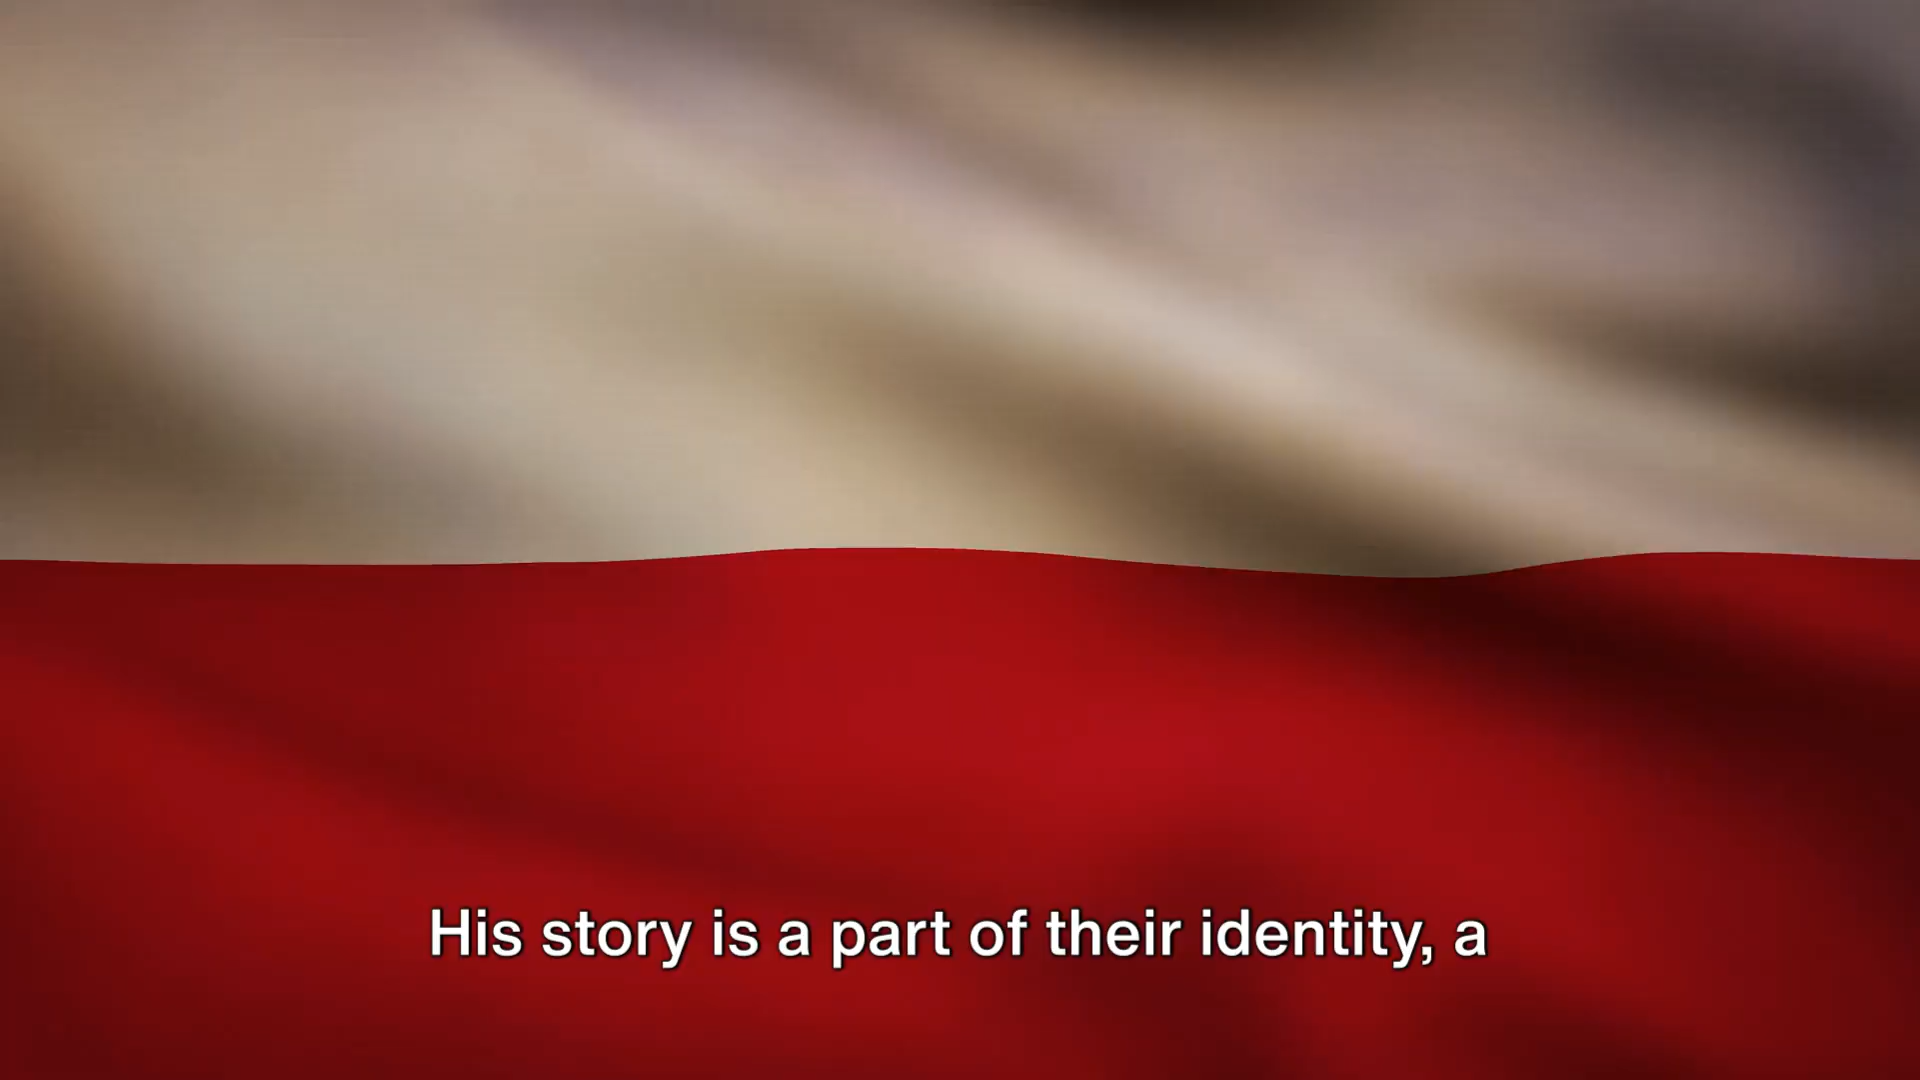 His story is a part of their identity, a